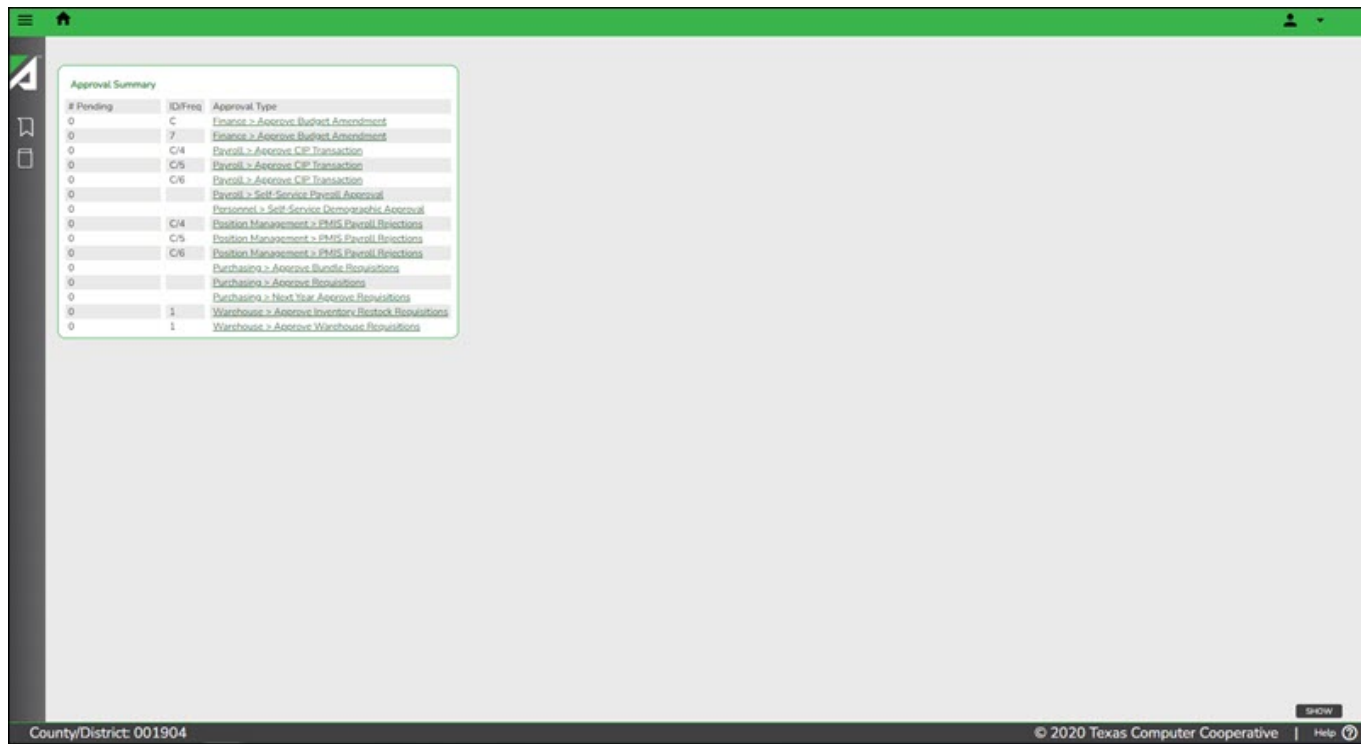 Approval Summary
# Pending ID/Freq Approval Type
0 C Finance > Approve Budget Amendment
0 7 Finance > Approve Budget Amendment
0 C/4 Payroll > Approve CIP Transaction
0 C/5 Payroll > Approve CIP Transaction
0 C/6 Payroll > Approve CIP Transaction
0 Payroll > Self-Service Payroll Approval
0 Personnel > Self-Service Demographic Approval
0 C/4 Position Management > PMIS Payroll Rejections
0 C/5 Position Management > PMIS Payroll Rejections
0 C/6 Position Management > PMIS Payroll Rejections
0 Purchasing > Approve Bundle Requisitions
0 Purchasing > Approve Requisitions
0 Purchasing > Next Year Approve Requisitions
0 1 Warehouse > Approve Inventory Restock Requisitions
0 1 Warehouse > Approve Warehouse Requisitions
SHOW
County/District: 001904 © 2020 Texas Computer Cooperative | Help ?